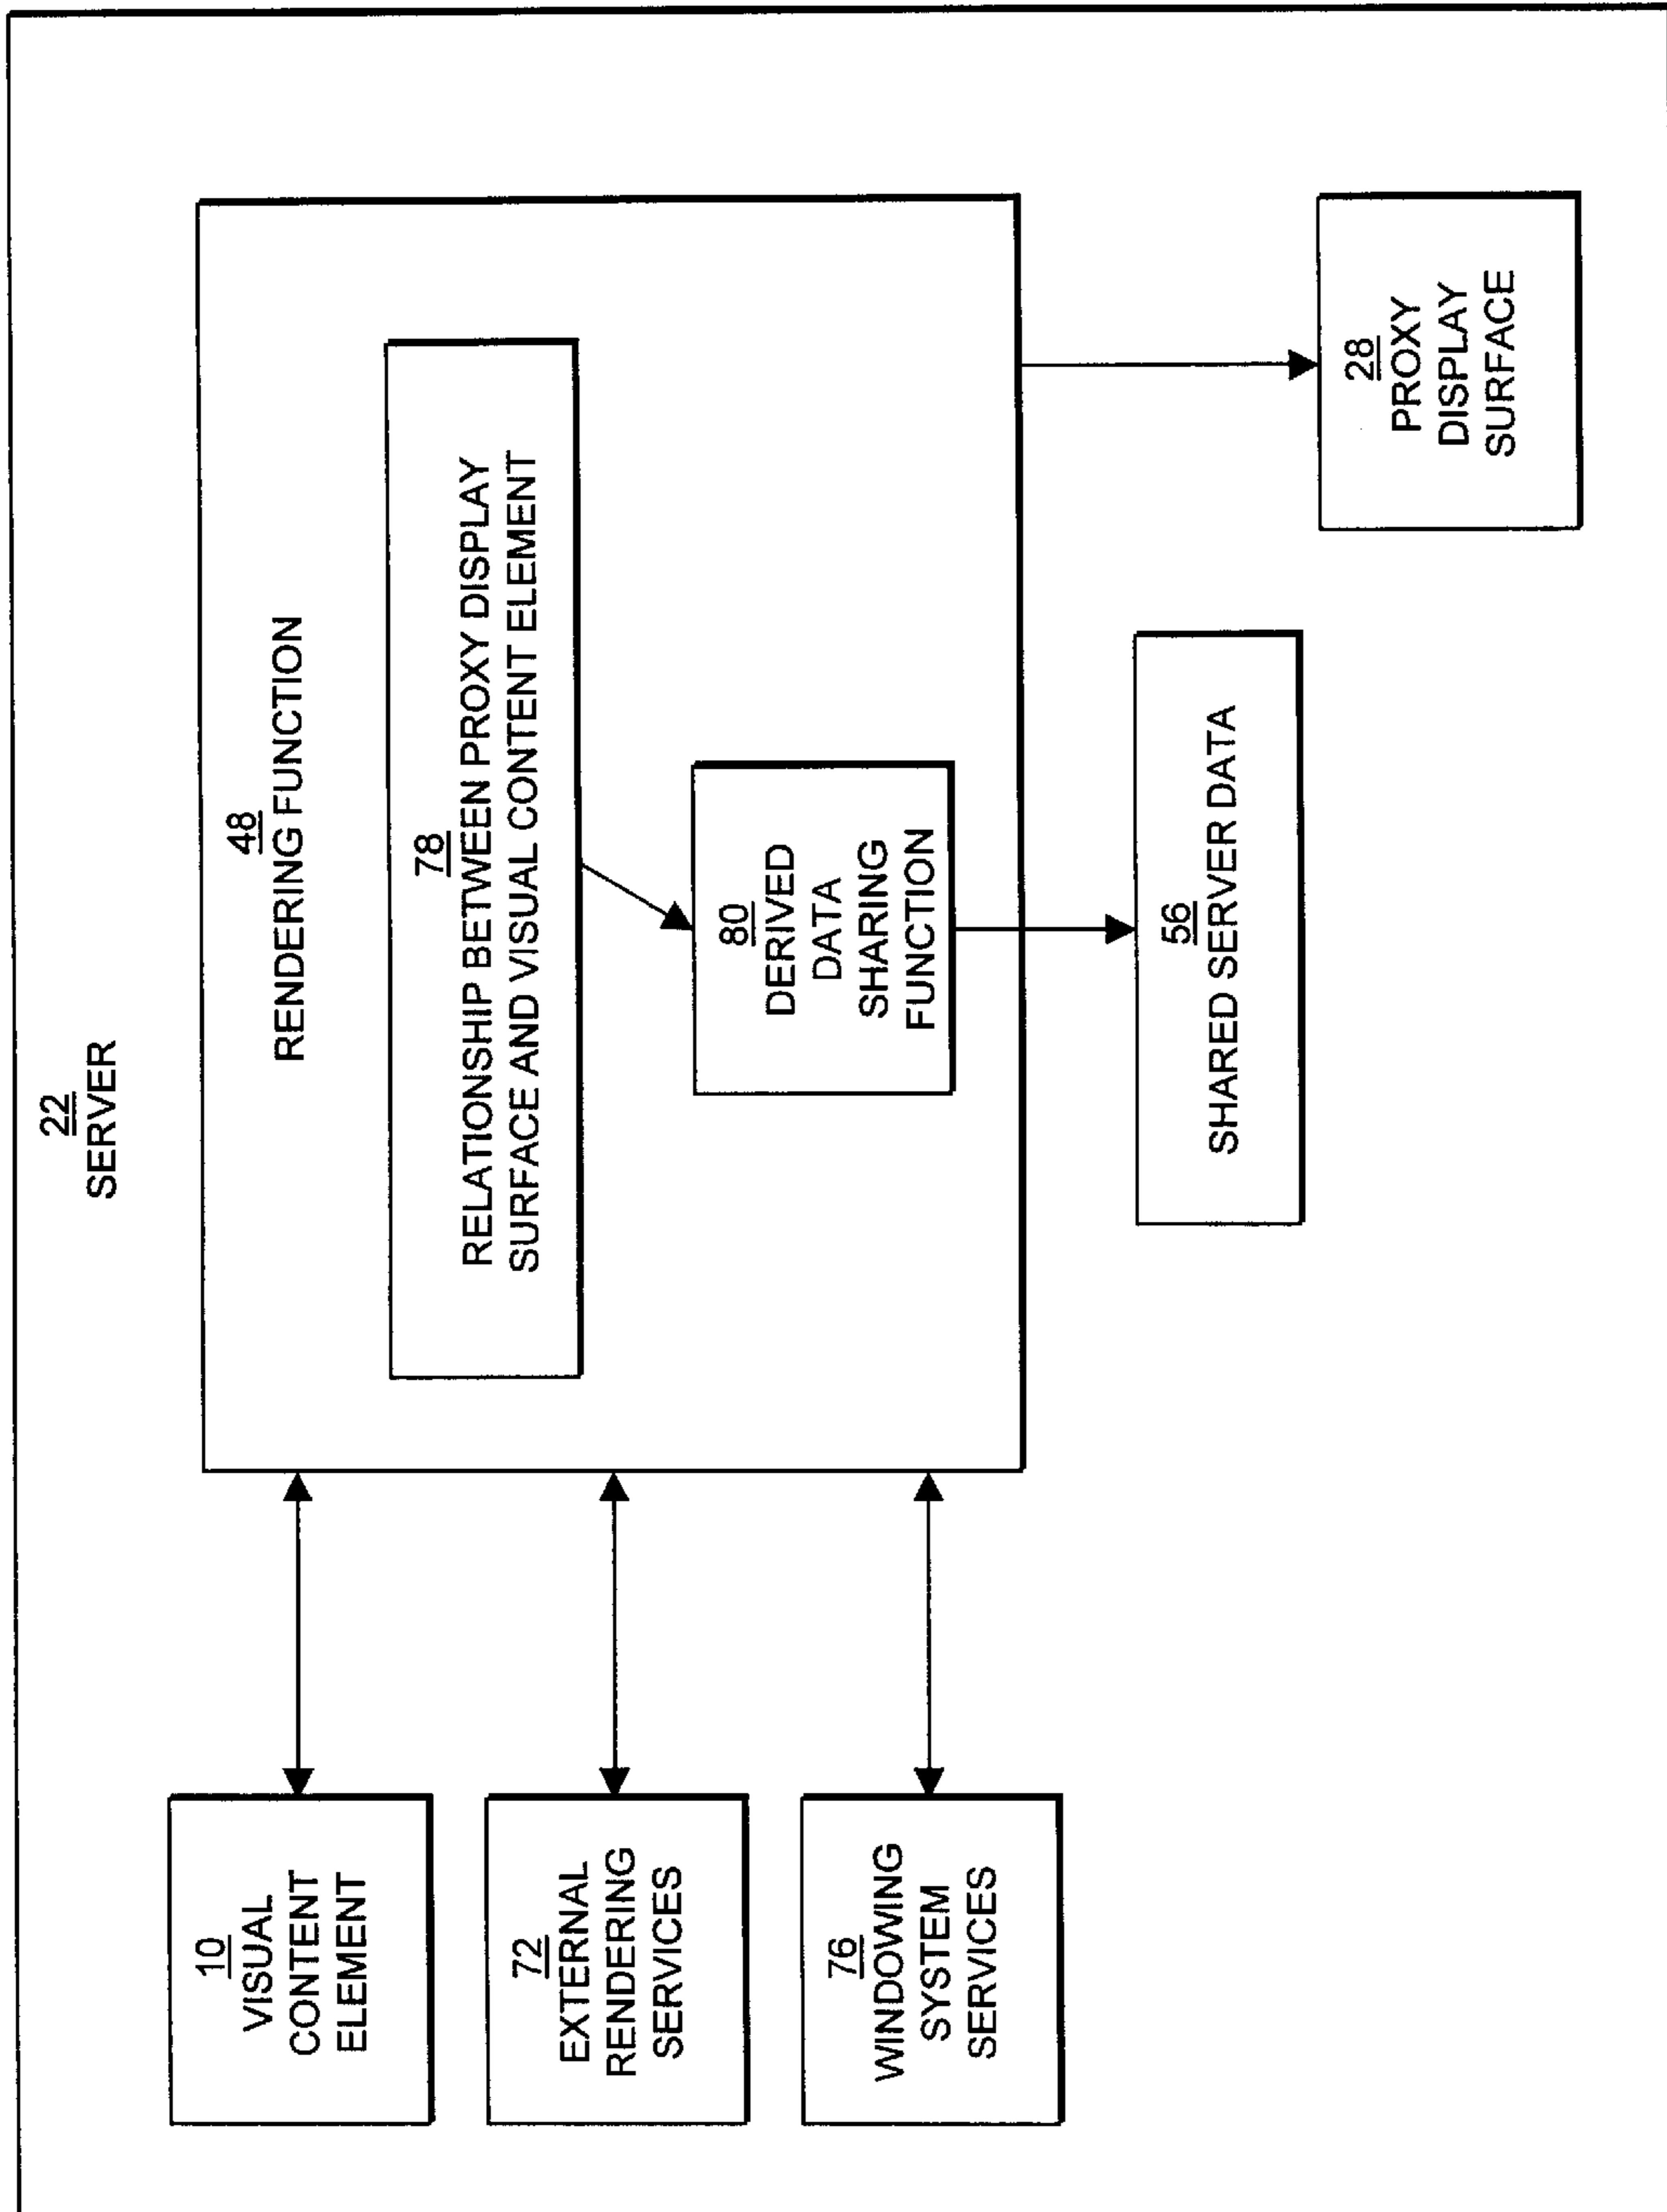 22
SERVER
48
RENDERING FUNCTION
78
RELATIONSHIP BETWEEN PROXY DISPLAY
SURFACE AND VISUAL CONTENT ELEMENT
80
DERIVED
DATA
SHARING
FUNCTION
10
VISUAL
CONTENT
ELEMENT
72
EXTERNAL
RENDERING
SERVICES
76
WINDOWING
SYSTEM
SERVICES
56
SHARED SERVER DATA
28
PROXY
DISPLAY
SURFACE